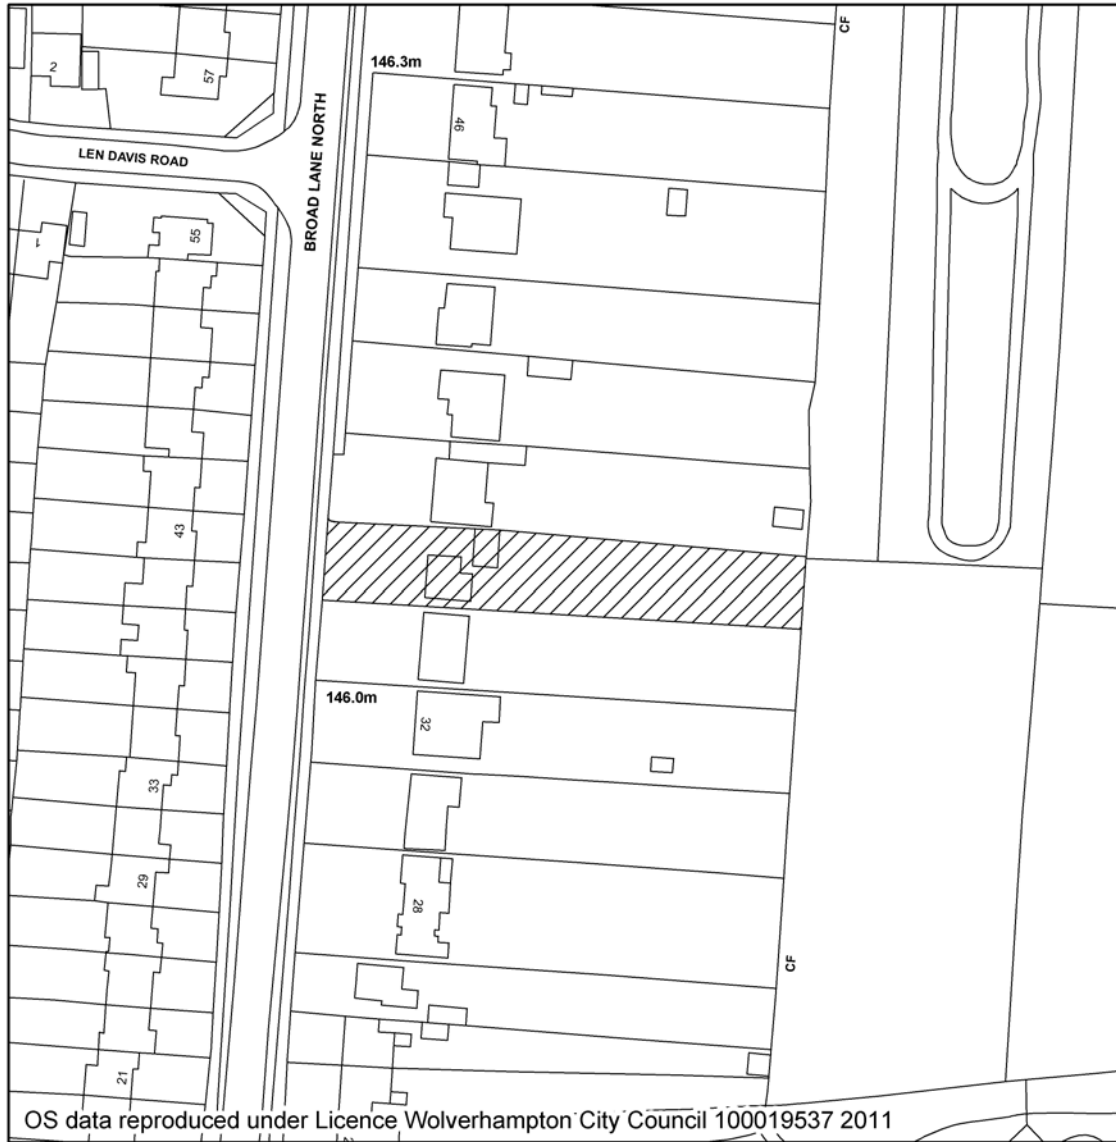 CF
146.3m
2
57
46
BROAD LANE NORTH
LEN DAVIS ROAD
55
1
43
146.0m
32
33
29
28
CF
21
OS data reproduced under Licence Wolverhampton City Council 100019537 2011